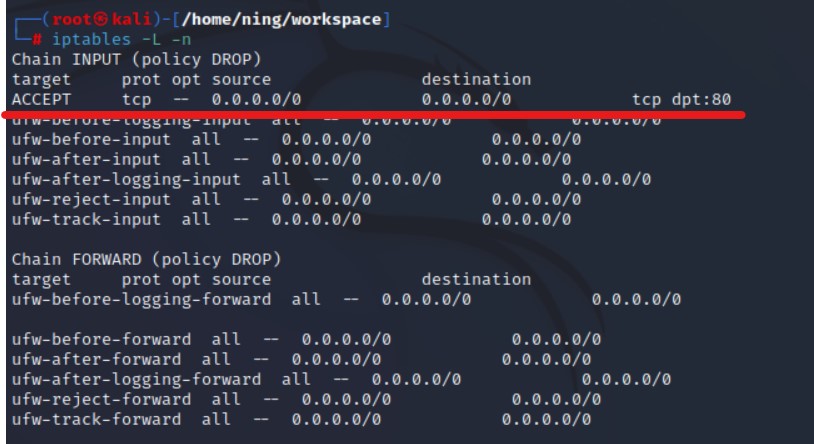 ┌──(root㉿kali)-[/home/ning/workspace]
└─# iptables -L -n
Chain INPUT (policy DROP)
target     prot opt source               destination
ACCEPT     tcp  --  0.0.0.0/0            0.0.0.0/0            tcp dpt:80
ufw-before-logging-input  all  --  0.0.0.0/0            0.0.0.0/0
ufw-before-input  all  --  0.0.0.0/0            0.0.0.0/0
ufw-after-input  all  --  0.0.0.0/0            0.0.0.0/0
ufw-after-logging-input  all  --  0.0.0.0/0            0.0.0.0/0
ufw-reject-input  all  --  0.0.0.0/0            0.0.0.0/0
ufw-track-input  all  --  0.0.0.0/0            0.0.0.0/0
Chain FORWARD (policy DROP)
target     prot opt source               destination
ufw-before-logging-forward  all  --  0.0.0.0/0            0.0.0.0/0
ufw-before-forward  all  --  0.0.0.0/0            0.0.0.0/0
ufw-after-forward  all  --  0.0.0.0/0            0.0.0.0/0
ufw-after-logging-forward  all  --  0.0.0.0/0            0.0.0.0/0
ufw-reject-forward  all  --  0.0.0.0/0            0.0.0.0/0
ufw-track-forward  all  --  0.0.0.0/0            0.0.0.0/0